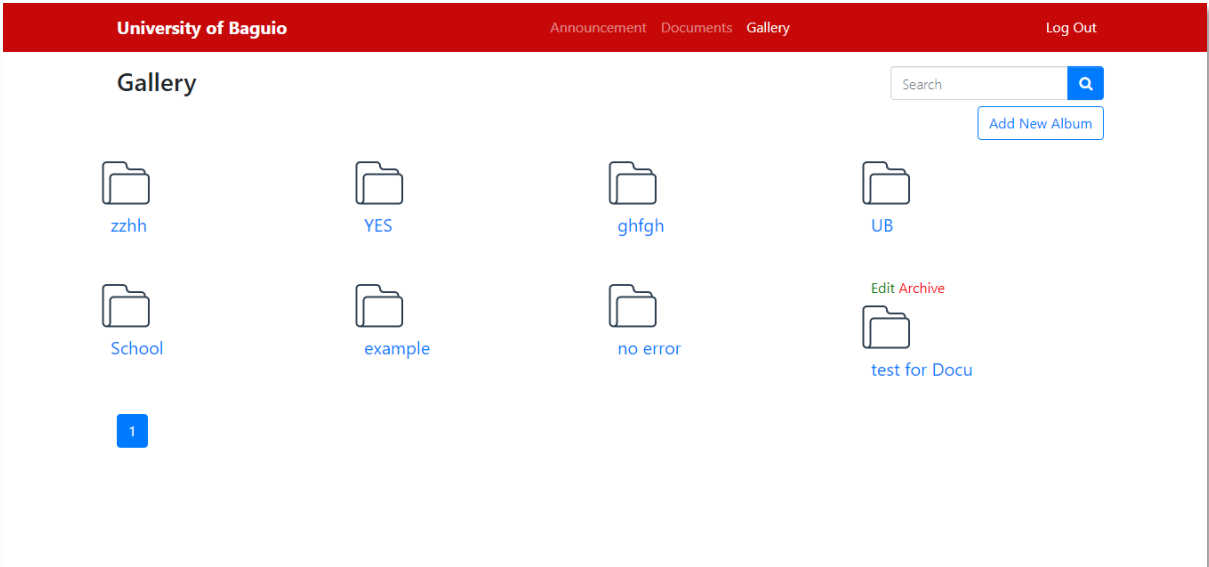 University of Baguio Announcement Documents Gallery Log Out
Gallery Search
Add New Album
zzhh YES ghfgh UB
Edit Archive
School example no error test for Docu
1